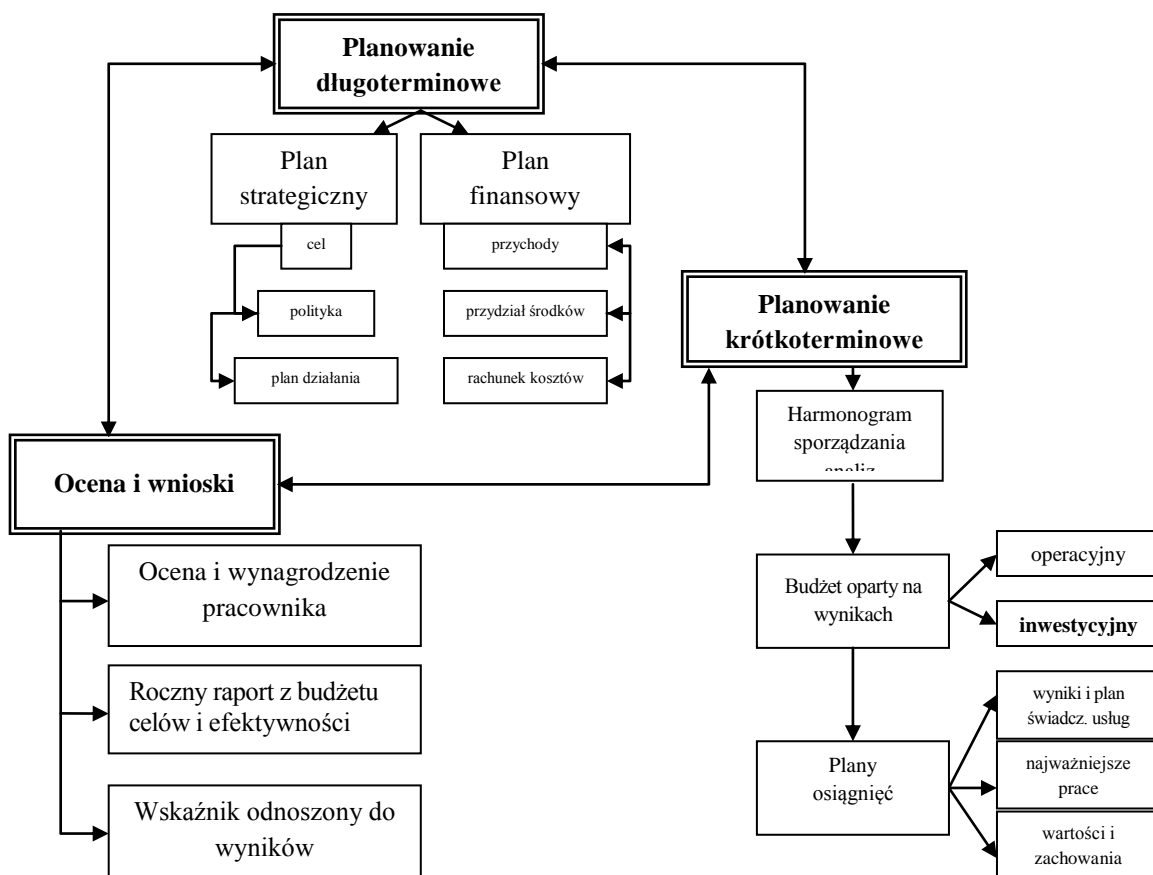 Planowanie
długoterminowe
Plan
strategiczny
Plan
finansowy
cel
polityka
plan działania
przychody
przydział środków
rachunek kosztów
Planowanie
krótkoterminowe
Harmonogram
sporządzania
analiz
Budżet oparty na
wynikach
operacyjny
inwestycyjny
Plany
osiągnięć
wyniki i plan
świadcz. usług
najważniejsze
prace
wartości i
zachowania
Ocena i wnioski
Ocena i wynagrodzenie
pracownika
Roczny raport z budżetu
celów i efektywności
Wskaźnik odnoszony do
wyników